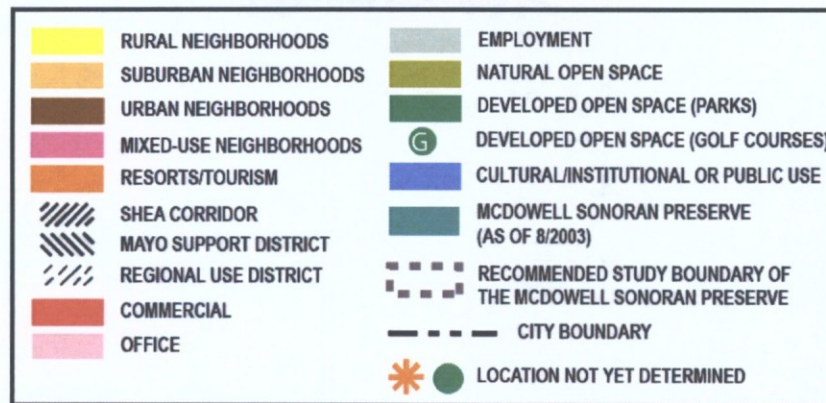 RURAL NEIGHBORHOODS
SUBURBAN NEIGHBORHOODS
URBAN NEIGHBORHOODS
MIXED-USE NEIGHBORHOODS
RESORTS/TOURISM
SHEA CORRIDOR
MAYO SUPPORT DISTRICT
REGIONAL USE DISTRICT
COMMERCIAL
OFFICE
EMPLOYMENT
NATURAL OPEN SPACE
DEVELOPED OPEN SPACE (PARKS)
G DEVELOPED OPEN SPACE (GOLF COURSES)
CULTURAL/INSTITUTIONAL OR PUBLIC USE
MCDOWELL SONORAN PRESERVE
(AS OF 8/2003)
RECOMMENDED STUDY BOUNDARY OF
THE MCDOWELL SONORAN PRESERVE
CITY BOUNDARY
LOCATION NOT YET DETERMINED